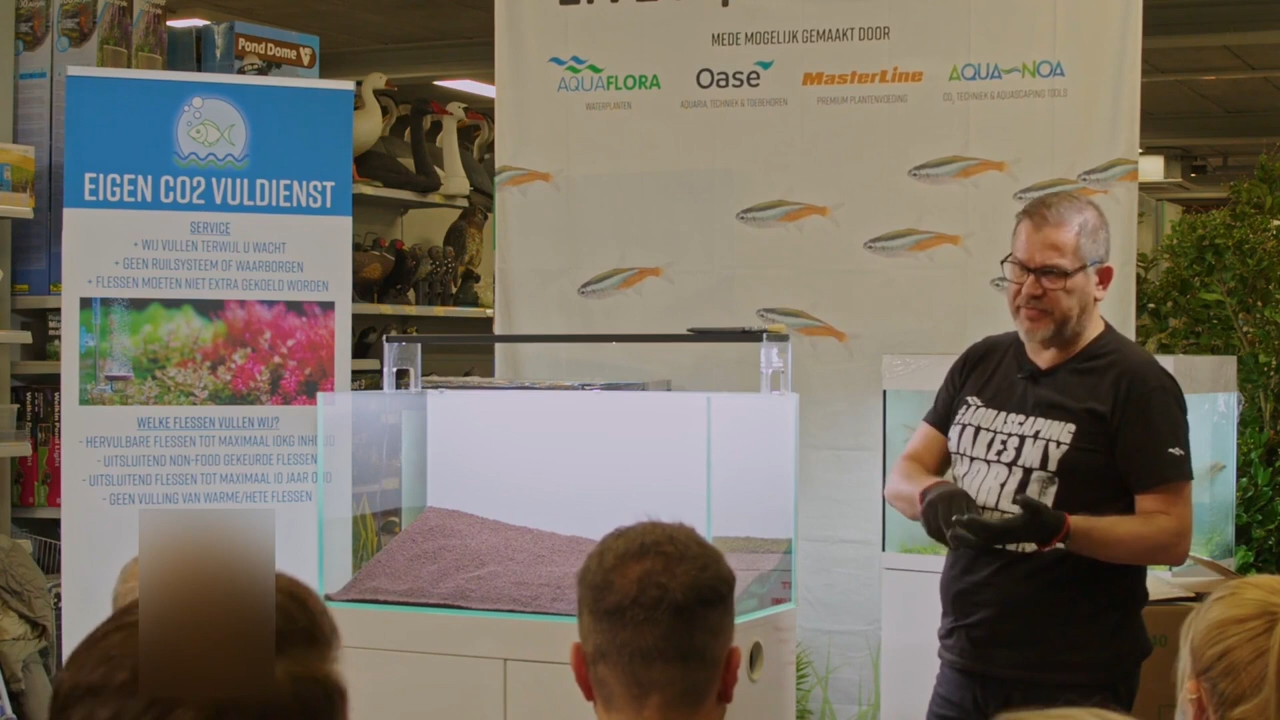 Pond Dome
MEDE MOGELIJK GEMAAKT DOOR
AQUAFLORA
WATERPLANTEN
Oase
AQUARIA, TECHNIEK & TOEBEHOREN
MASTERLINE
PREMIUM PLANTENVOEDING
AQUA-NOA
CO2 TECHNIEK & AQUASCAPING TOOLS
EIGEN CO2 VULDIENST
SERVICE
+ WIJ VULLEN TERWIJL U WACHT
+ GEEN RUILSYSTEEM OF WAARBORGEN
+ FLESSEN MOETEN NIET EXTRA GEKOELD WORDEN
WELKE FLESSEN VULLEN WIJ?
- HERVULBARE FLESSEN TOT MAXIMAAL 10KG INHOUD
- UITSLUITEND NON-FOOD GEKEURDE FLESSEN
- UITSLUITEND FLESSEN TOT MAXIMAAL 10 JAAR OUD
- GEEN VULLING VAN WARME/HETE FLESSEN
#AQUASCAPING
MAKES MY
WORLD
40